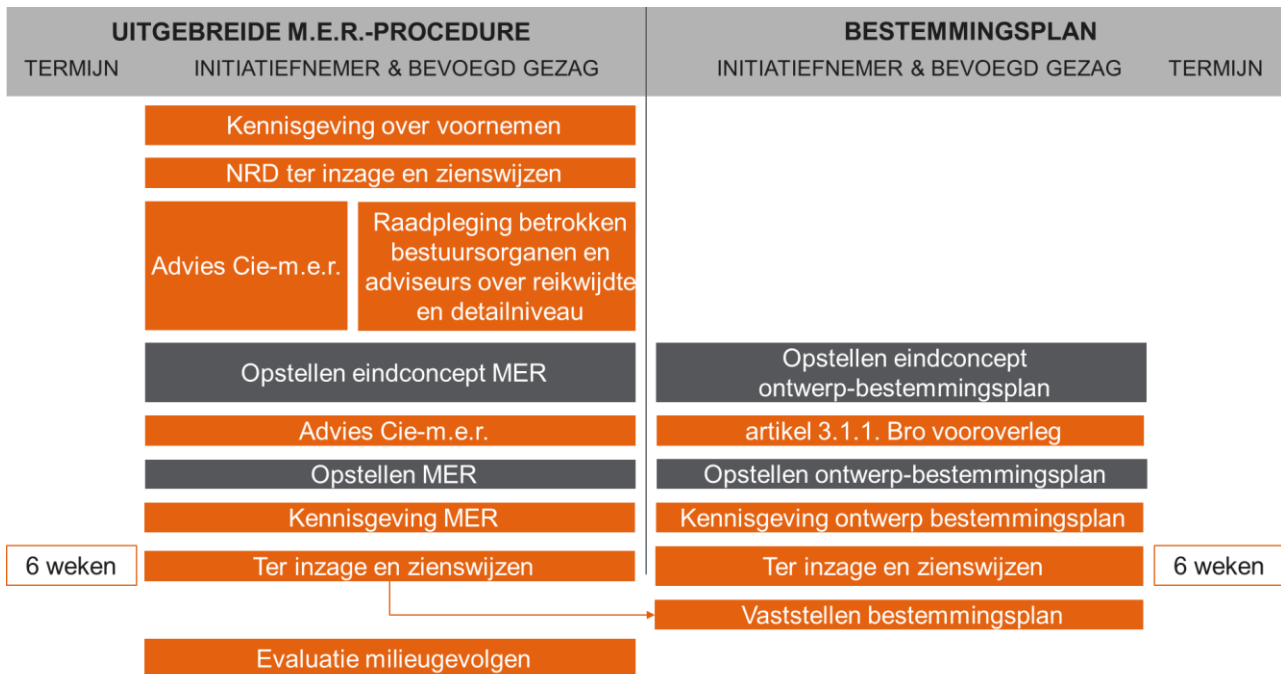 UITGEBREIDE M.E.R.-PROCEDURE
BESTEMMINGSPLAN
TERMIJN
INITIATIEFNEMER & BEVOEGD GEZAG
INITIATIEFNEMER & BEVOEGD GEZAG
TERMIJN
Kennisgeving over voornemen
NRD ter inzage en zienswijzen
Advies Cie-m.e.r.
Raadpleging betrokken
bestuursorganen en
adviseurs over reikwijdte
en detailniveau
Opstellen eindconcept MER
Opstellen eindconcept
ontwerp-bestemmingsplan
Advies Cie-m.e.r.
artikel 3.1.1. Bro vooroverleg
Opstellen MER
Opstellen ontwerp-bestemmingsplan
Kennisgeving MER
Kennisgeving ontwerp bestemmingsplan
6 weken
Ter inzage en zienswijzen
Ter inzage en zienswijzen
6 weken
Vaststellen bestemmingsplan
Evaluatie milieugevolgen